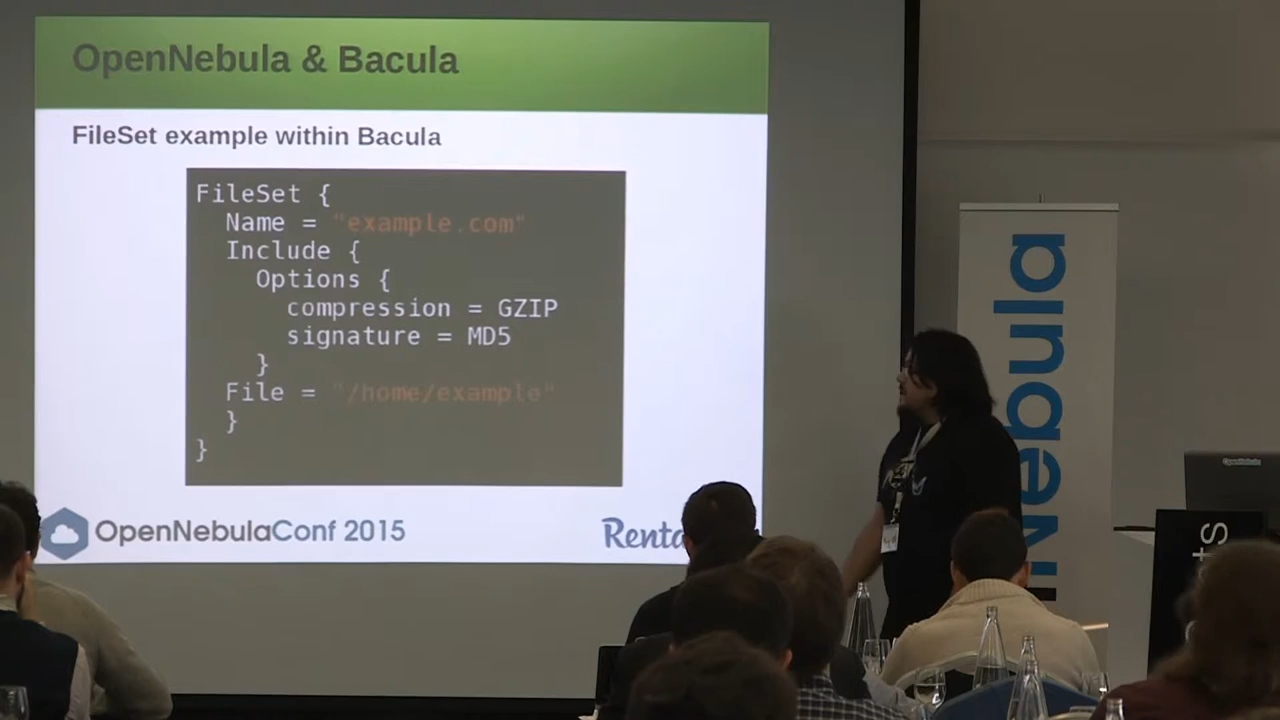 OpenNebula & Bacula
FileSet example within Bacula
FileSet {
Name = "example.com"
Include {
Options {
compression = GZIP
signature = MD5
}
File = "/home/example"
}
}
OpenNebulaConf 2015
Renta
Nebula
OpenNebula